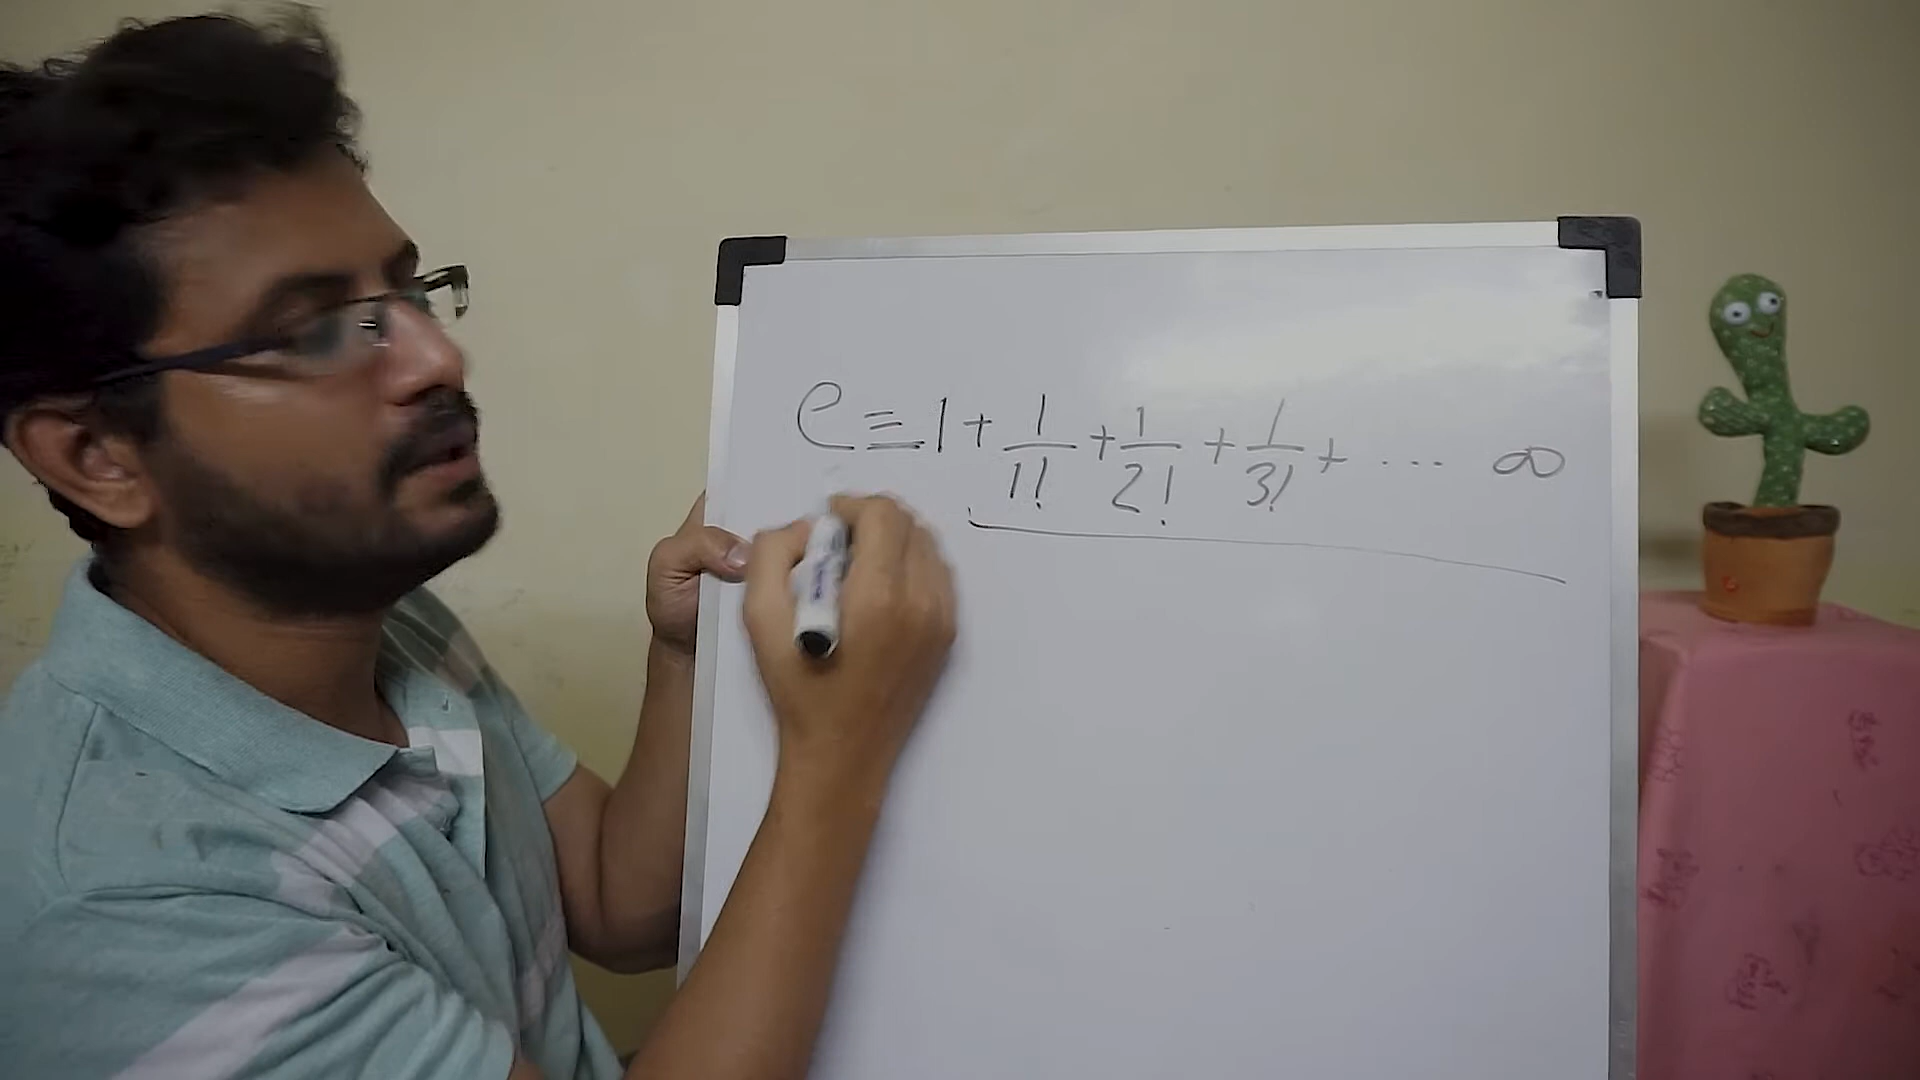 e = 1 + 1/1! + 1/2! + 1/3! + ... ∞